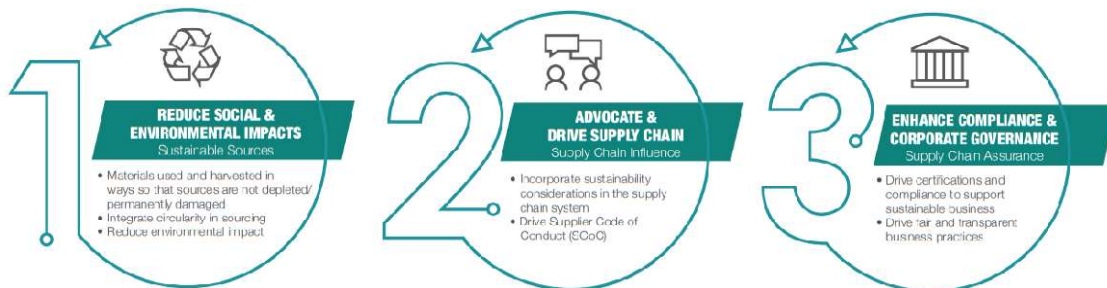 1
REDUCE SOCIAL &
ENVIRONMENTAL IMPACTS
Sustainable Sources
• Materials used and harvested in
ways so that sources are not depleted/
permanently damaged
• Integrate circularity in sourcing
• Reduce environmental impact
2
ADVOCATE &
DRIVE SUPPLY CHAIN
Supply Chain Influence
• Incorporate sustainability
considerations in the supply
chain system
• Drive Supplier Code of
Conduct (SCoC)
3
ENHANCE COMPLIANCE &
CORPORATE GOVERNANCE
Supply Chain Assurance
• Drive certifications and
compliance to support
sustainable business
• Drive fair and transparent
business practices